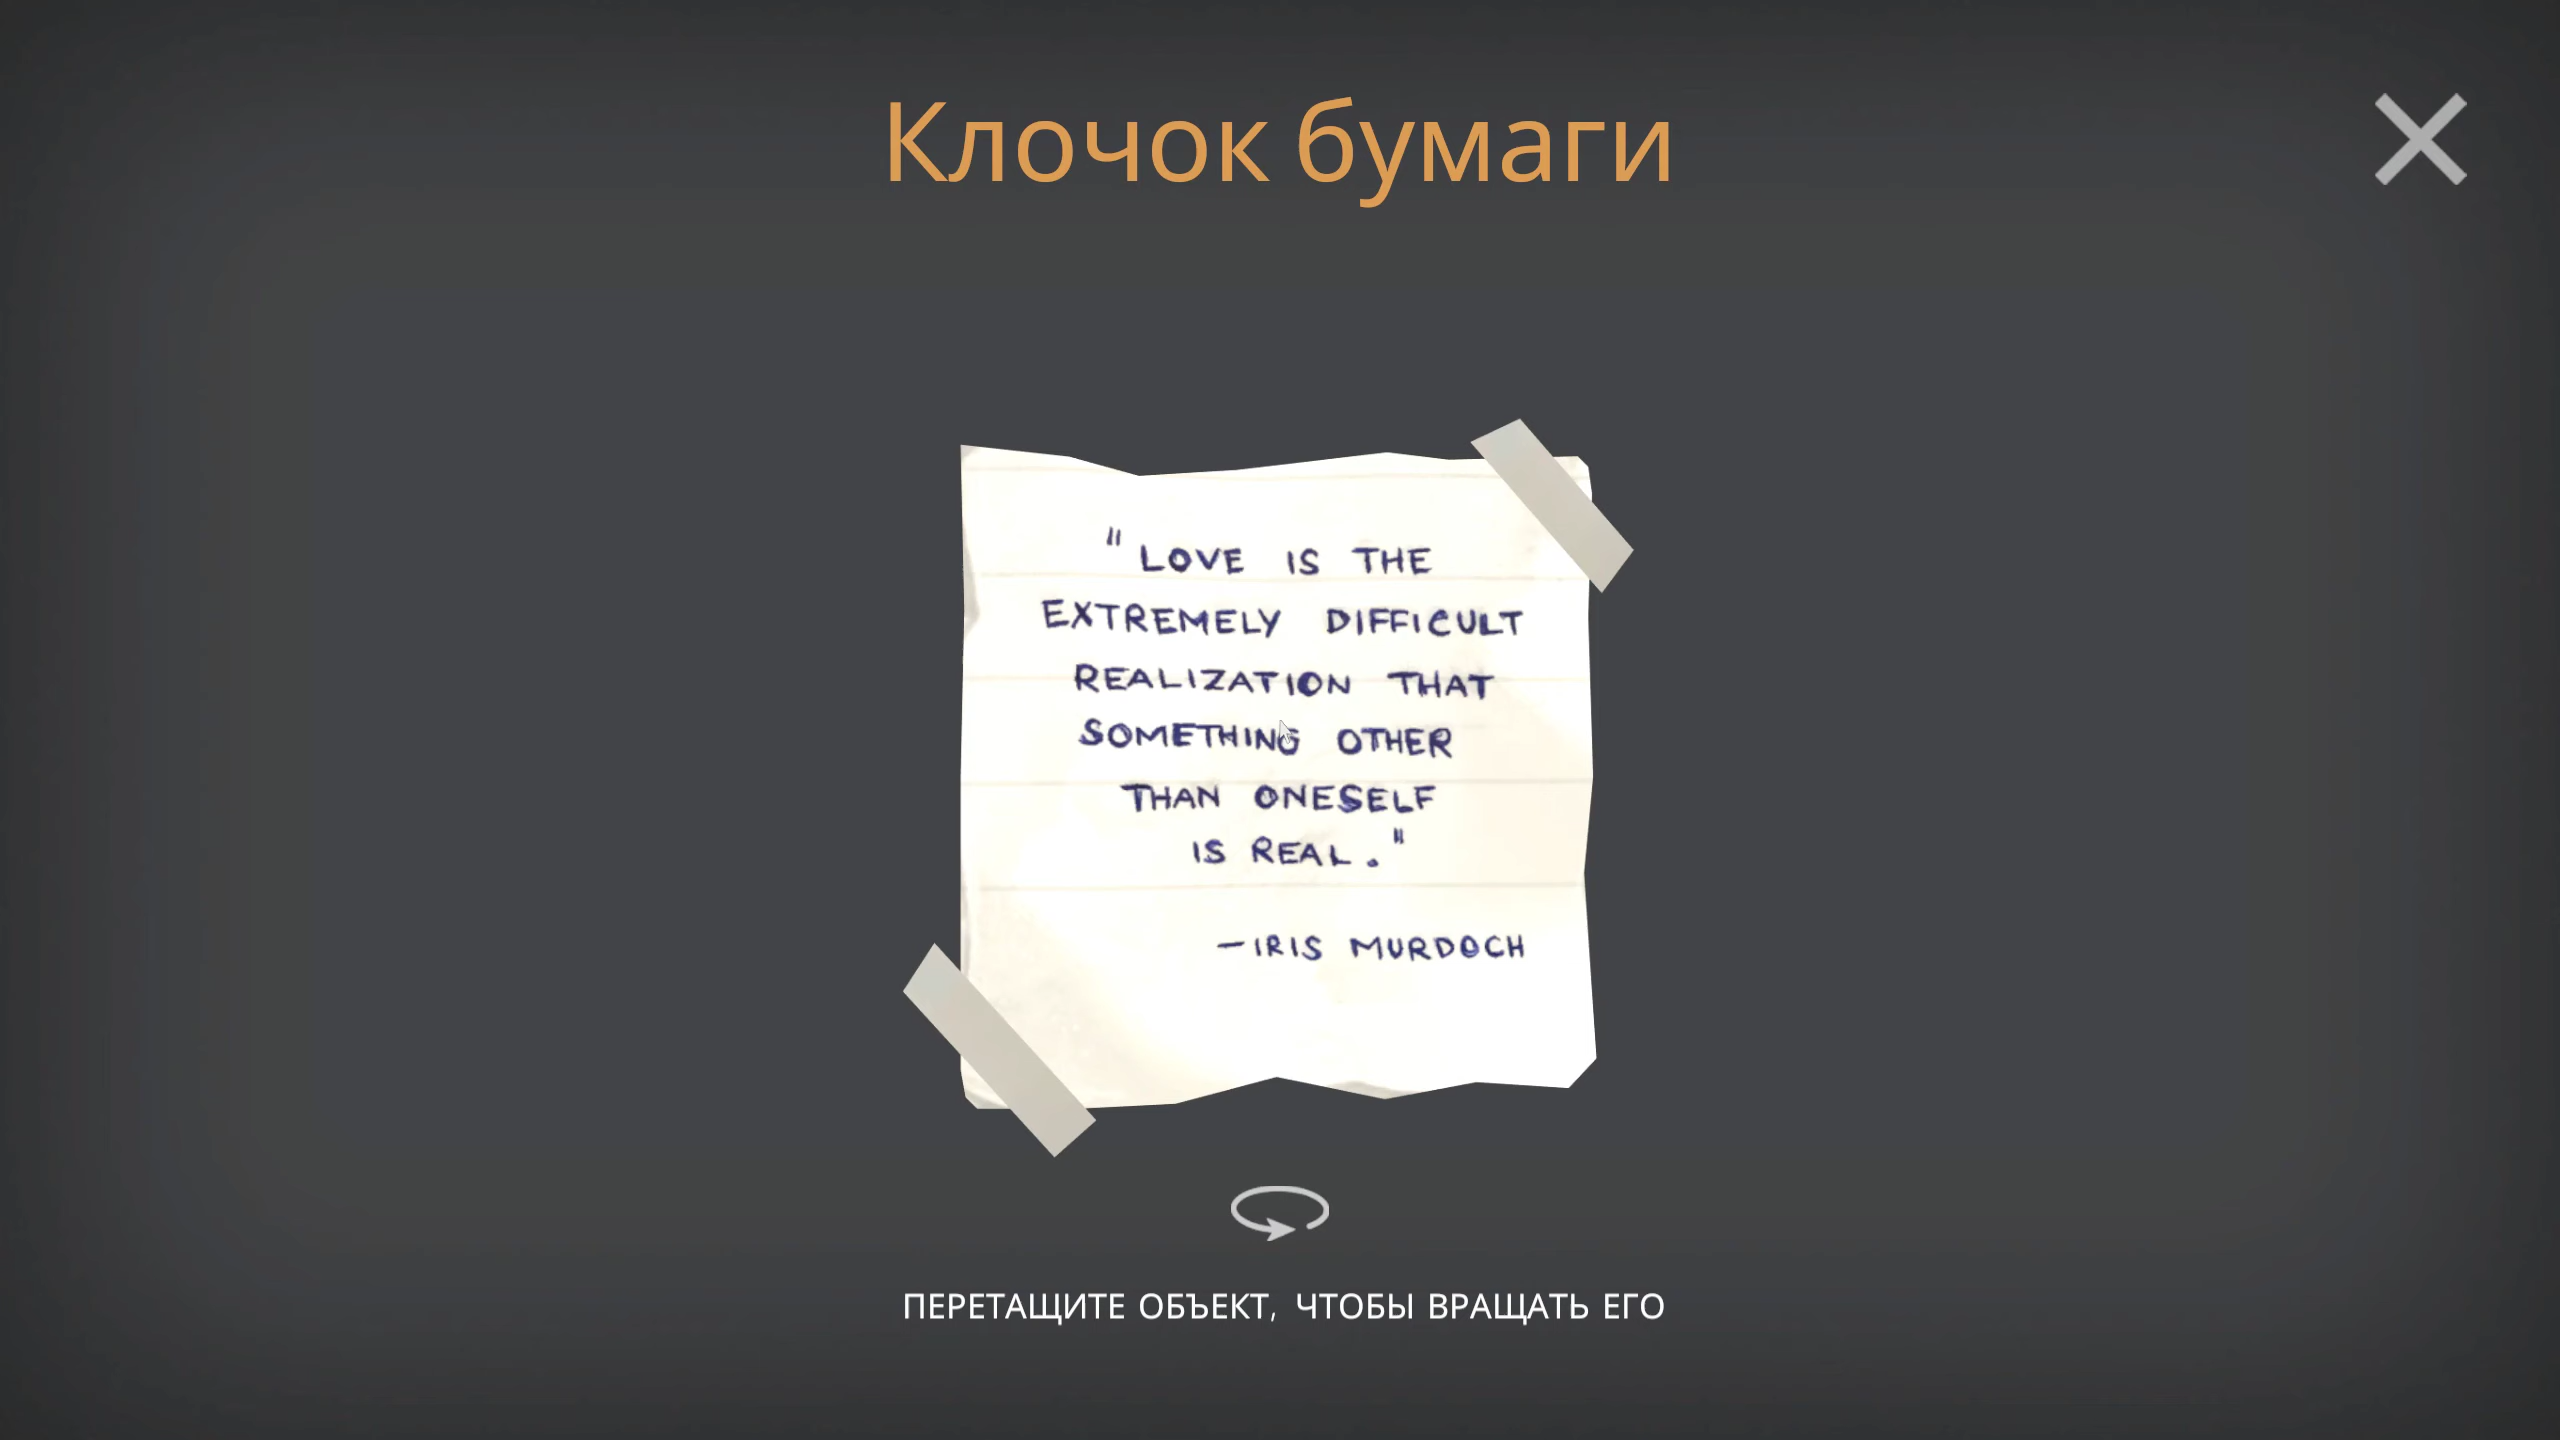 Клочок бумаги
"LOVE IS THE
EXTREMELY DIFFICULT
REALIZATION THAT
SOMETHING OTHER
THAN ONESELF
IS REAL."
—IRIS MURDOCH
ПЕРЕТАЩИТЕ ОБЪЕКТ, ЧТОБЫ ВРАЩАТЬ ЕГО